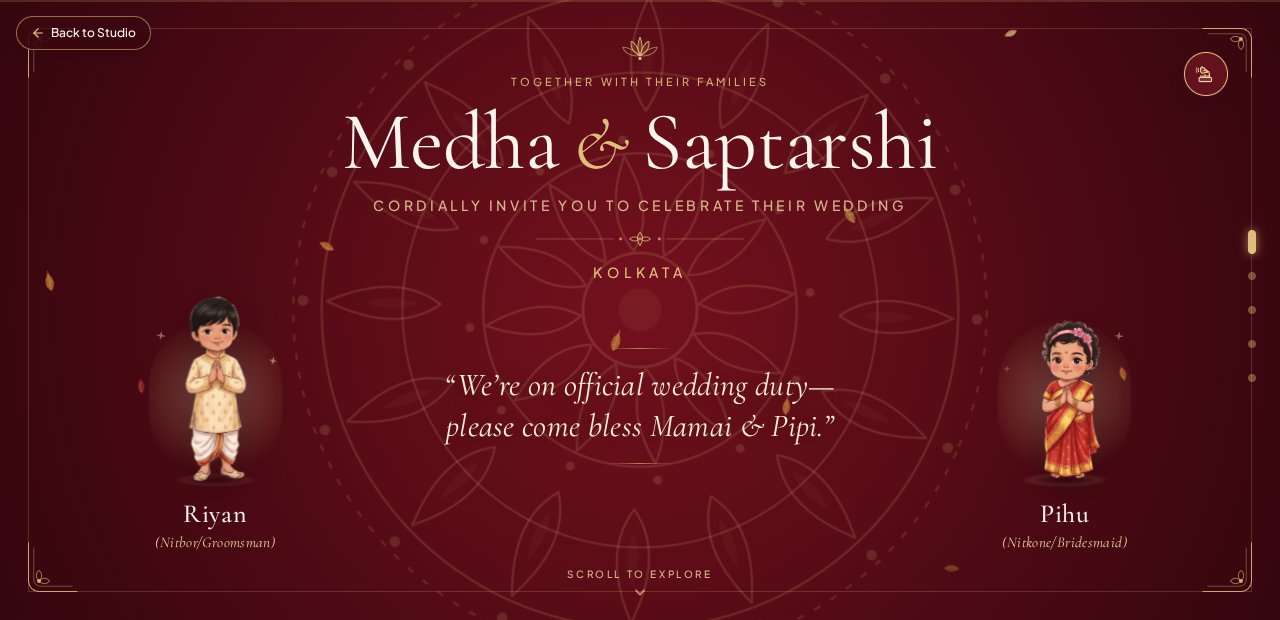 Back to Studio
TOGETHER WITH THEIR FAMILIES
Medha & Saptarshi
CORDIALLY INVITE YOU TO CELEBRATE THEIR WEDDING
KOLKATA
“We’re on official wedding duty—
please come bless Mamai & Pipi.”
Riyan
(Nitbor/Groomsman)
Pihu
(Nitkone/Bridesmaid)
SCROLL TO EXPLORE